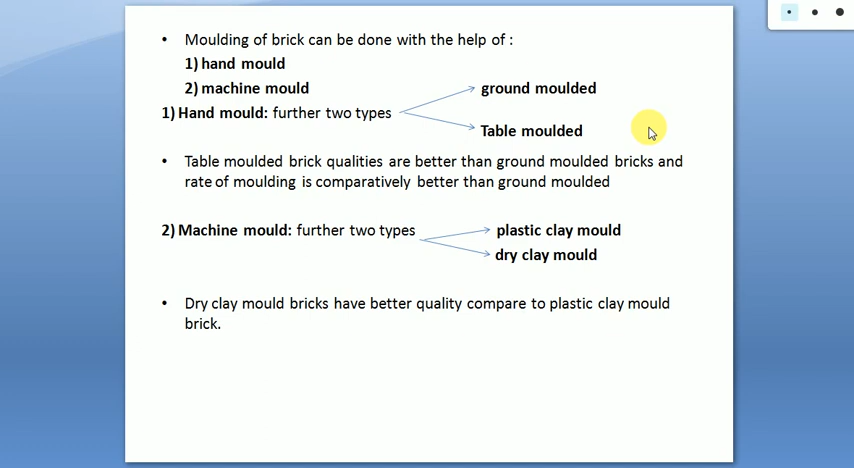 • Moulding of brick can be done with the help of :
1) hand mould
2) machine mould
ground moulded
1) Hand mould: further two types
Table moulded
• Table moulded brick qualities are better than ground moulded bricks and
rate of moulding is comparatively better than ground moulded
2) Machine mould: further two types
plastic clay mould
dry clay mould
• Dry clay mould bricks have better quality compare to plastic clay mould
brick.